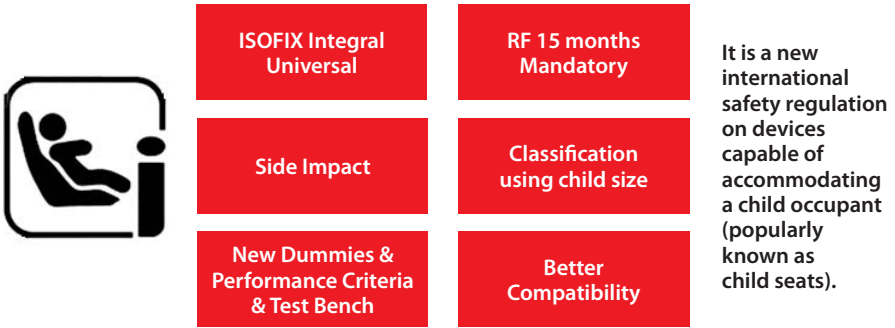 ISOFIX Integral
Universal
RF 15 months
Mandatory
Side Impact
Classification
using child size
New Dummies &
Performance Criteria
& Test Bench
Better
Compatibility
It is a new
international
safety regulation
on devices
capable of
accommodating
a child occupant
(popularly
known as
child seats).